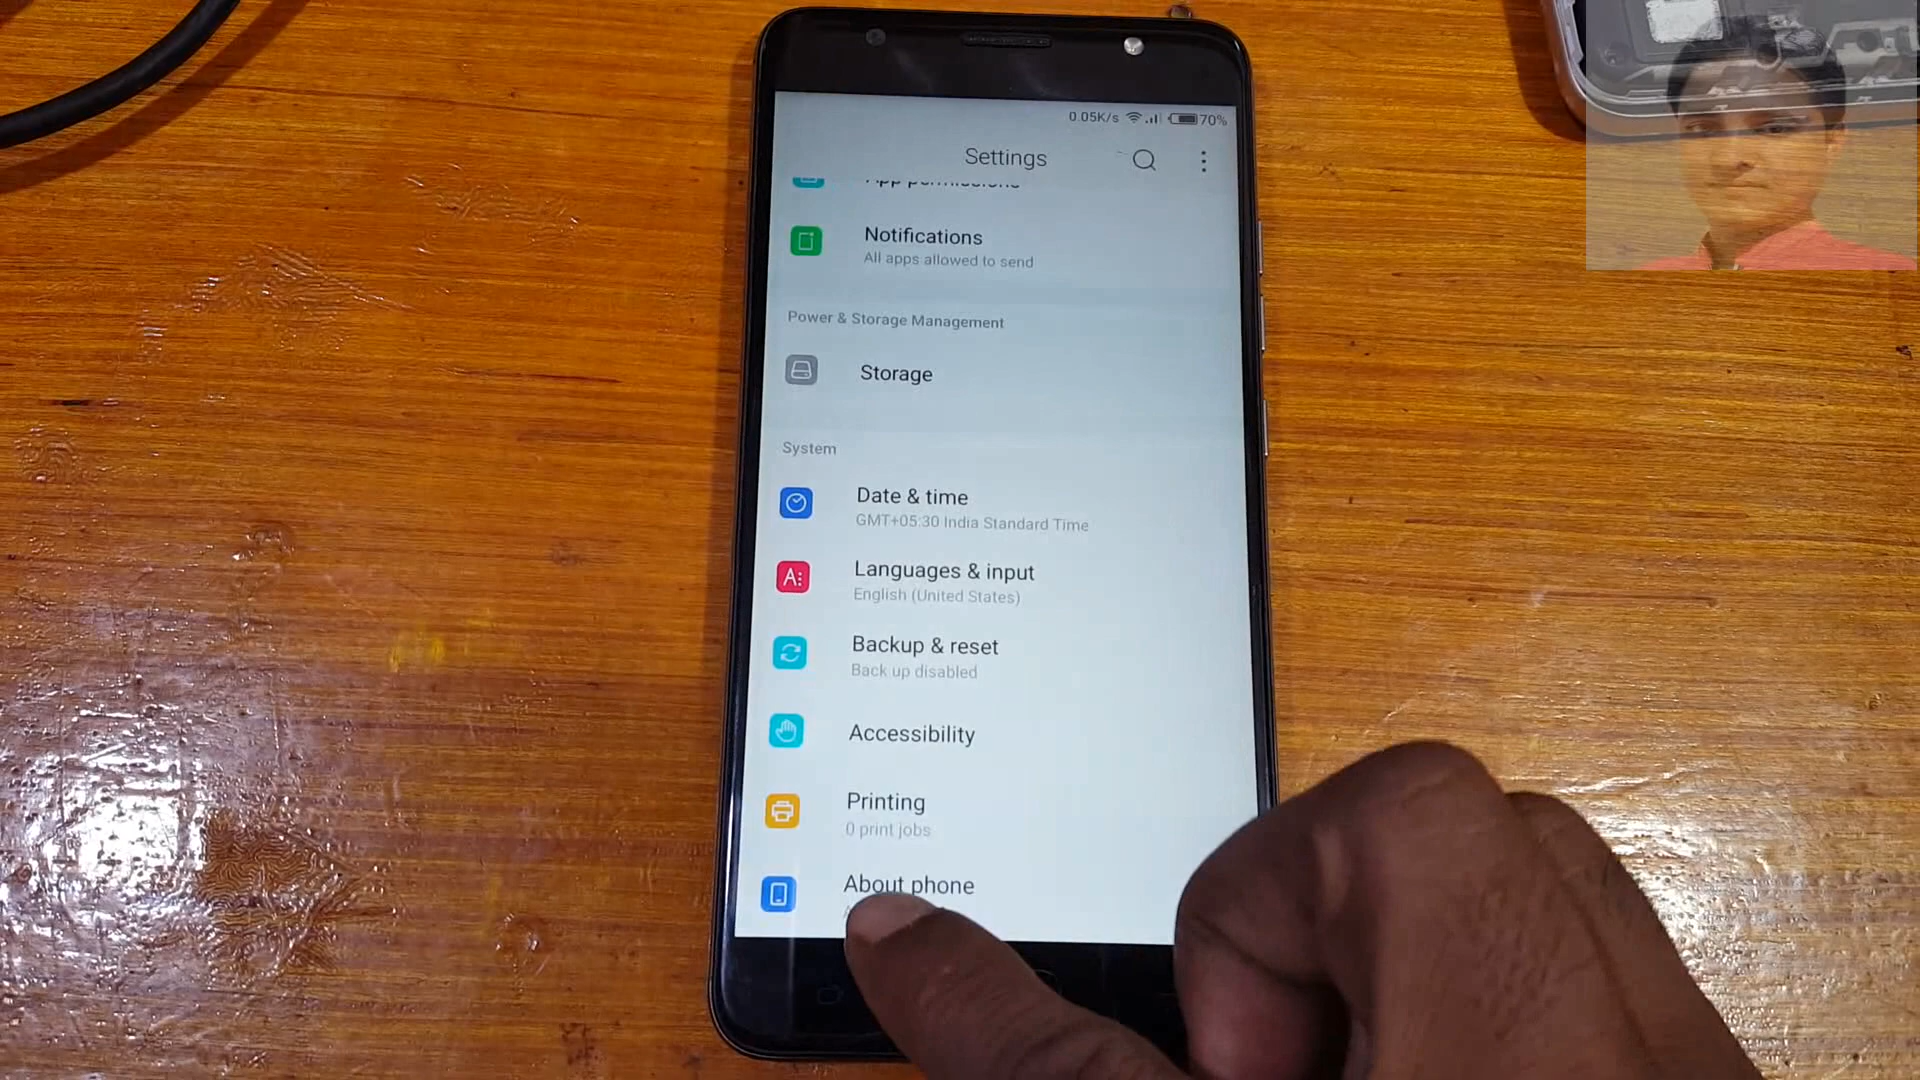 0.05K/s 70%
Settings
App permissions
Notifications
All apps allowed to send
Power & Storage Management
Storage
System
Date & time
GMT+05:30 India Standard Time
Languages & input
English (United States)
Backup & reset
Back up disabled
Accessibility
Printing
0 print jobs
About phone